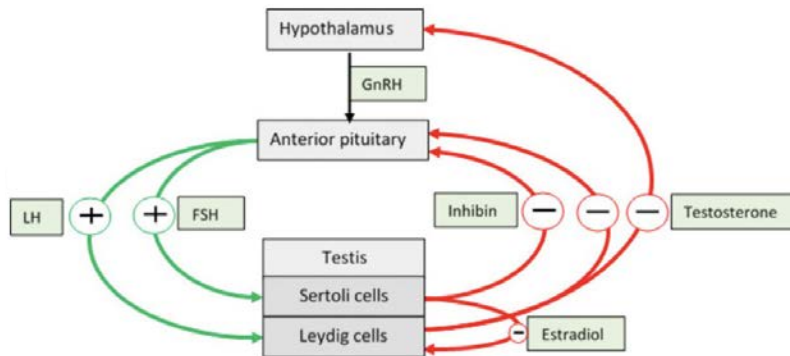 Hypothalamus
GnRH
Anterior pituitary
LH
+
+
FSH
Inhibin
−
−
−
Testosterone
Testis
Sertoli cells
Leydig cells
-
Estradiol